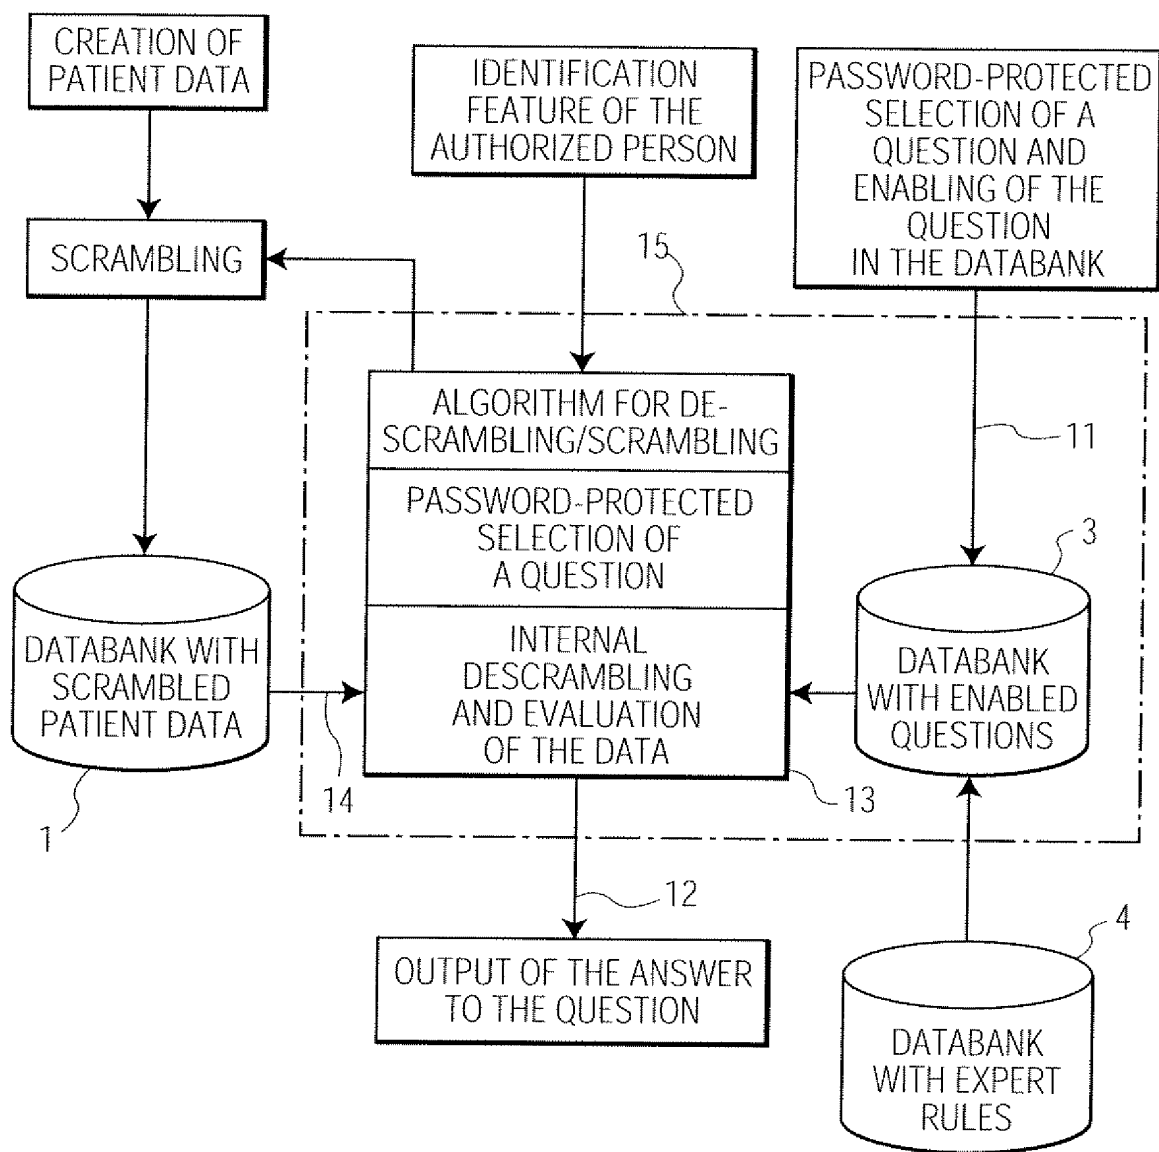 CREATION OF
PATIENT DATA
IDENTIFICATION
FEATURE OF THE
AUTHORIZED PERSON
PASSWORD-PROTECTED
SELECTION OF A
QUESTION AND
ENABLING OF THE
QUESTION
IN THE DATABANK
SCRAMBLING
15
ALGORITHM FOR DE-
SCRAMBLING/SCRAMBLING
11
PASSWORD-PROTECTED
SELECTION OF
A QUESTION
3
DATABANK WITH
SCRAMBLED
PATIENT DATA
INTERNAL
DESCRAMBLING
AND EVALUATION
OF THE DATA
DATABANK
WITH ENABLED
QUESTIONS
14
13
1
12
4
OUTPUT OF THE ANSWER
TO THE QUESTION
DATABANK
WITH EXPERT
RULES